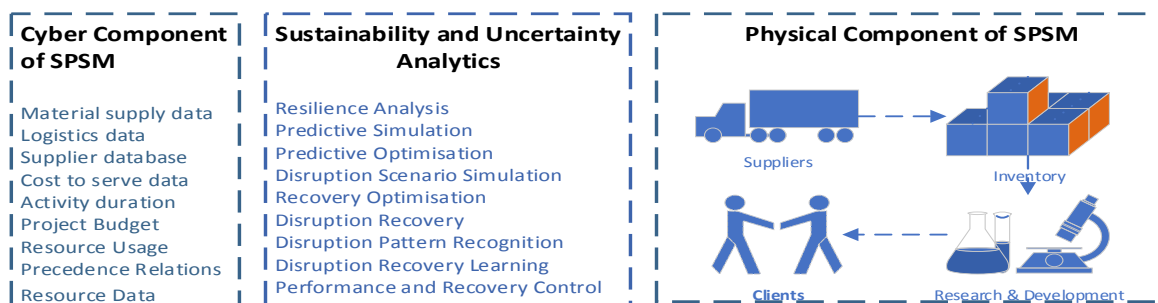 Cyber Component
of SPSM
Material supply data
Logistics data
Supplier database
Cost to serve data
Activity duration
Project Budget
Resource Usage
Precedence Relations
Resource Data
Sustainability and Uncertainty
Analytics
Resilience Analysis
Predictive Simulation
Predictive Optimisation
Disruption Scenario Simulation
Recovery Optimisation
Disruption Recovery
Disruption Pattern Recognition
Disruption Recovery Learning
Performance and Recovery Control
Physical Component of SPSM
Suppliers
Inventory
Clients
Research & Development